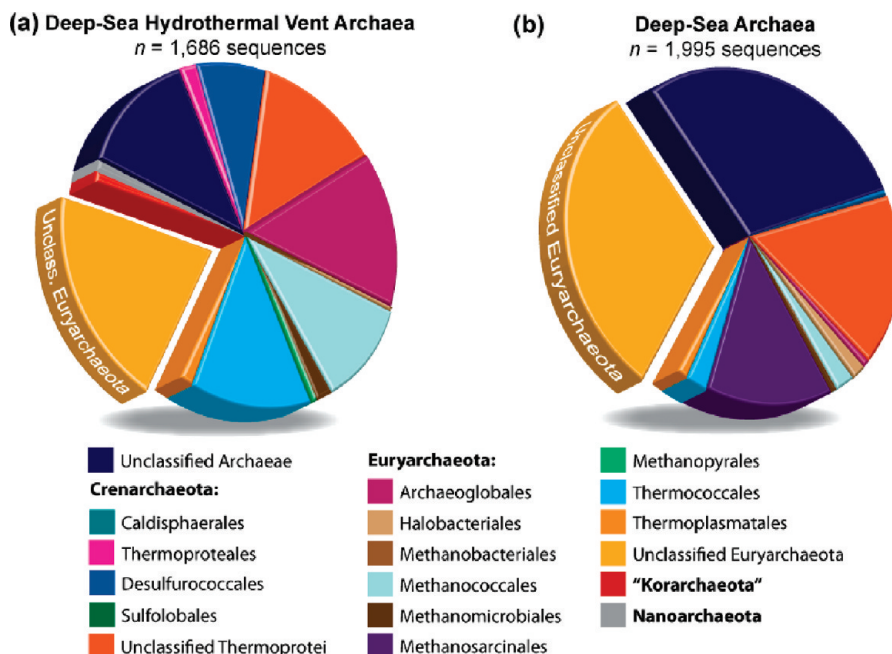 (a) Deep-Sea Hydrothermal Vent Archaea
n = 1,686 sequences
Unclass. Euryarchaeota
(b) Deep-Sea Archaea
n = 1,995 sequences
Unclassified Euryarchaeota
Unclassified Archaeae
Crenarchaeota:
Caldisphaerales
Thermoproteales
Desulfurococcales
Sulfolobales
Unclassified Thermoprotei
Euryarchaeota:
Archaeoglobales
Halobacteriales
Methanobacteriales
Methanococcales
Methanomicrobiales
Methanosarcinales
Methanopyrales
Thermococcales
Thermoplasmatales
Unclassified Euryarchaeota
“Korarchaeota”
Nanoarchaeota